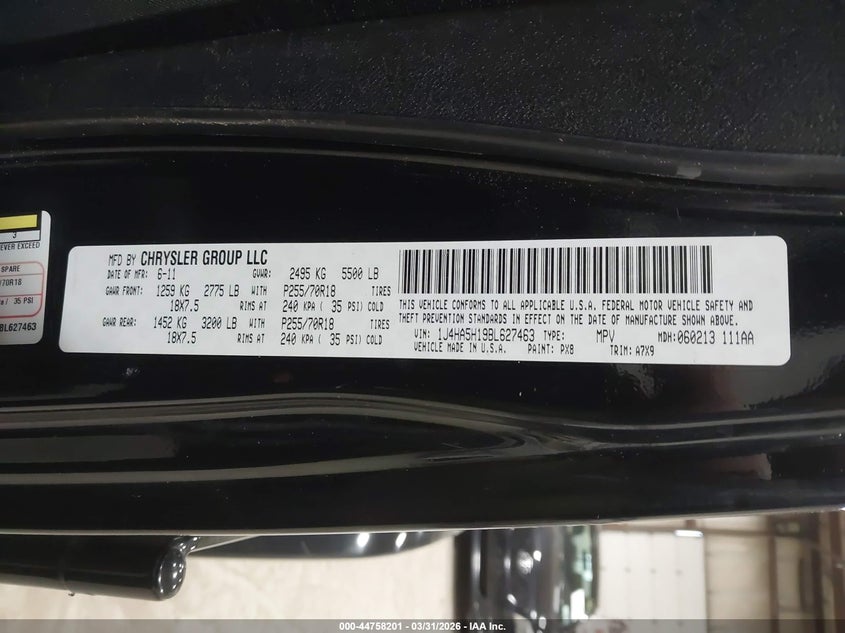 3
EVER EXCEED
SPARE
70R18
a / 35 PSI
BL627463
MFD BY CHRYSLER GROUP LLC
DATE OF MFR: 6-11 GVWR: 2495 KG 5500 LB
GAWR FRONT: 1259 KG 2775 LB WITH P255/70R18 TIRES
18X7.5 RIMS AT 240 KPA ( 35 PSI) COLD
GAWR REAR: 1452 KG 3200 LB WITH P255/70R18 TIRES
18X7.5 RIMS AT 240 KPA ( 35 PSI) COLD
THIS VEHICLE CONFORMS TO ALL APPLICABLE U.S.A. FEDERAL MOTOR VEHICLE SAFETY AND
THEFT PREVENTION STANDARDS IN EFFECT ON THE DATE OF MANUFACTURE SHOWN ABOVE.
VIN: 1J4HA5H19BL627463 TYPE: MPV MDH:060213 111AA
VEHICLE MADE IN U.S.A. PAINT: PX8 TRIM: A7X9
000-44758201 - 03/31/2026 - IAA Inc.